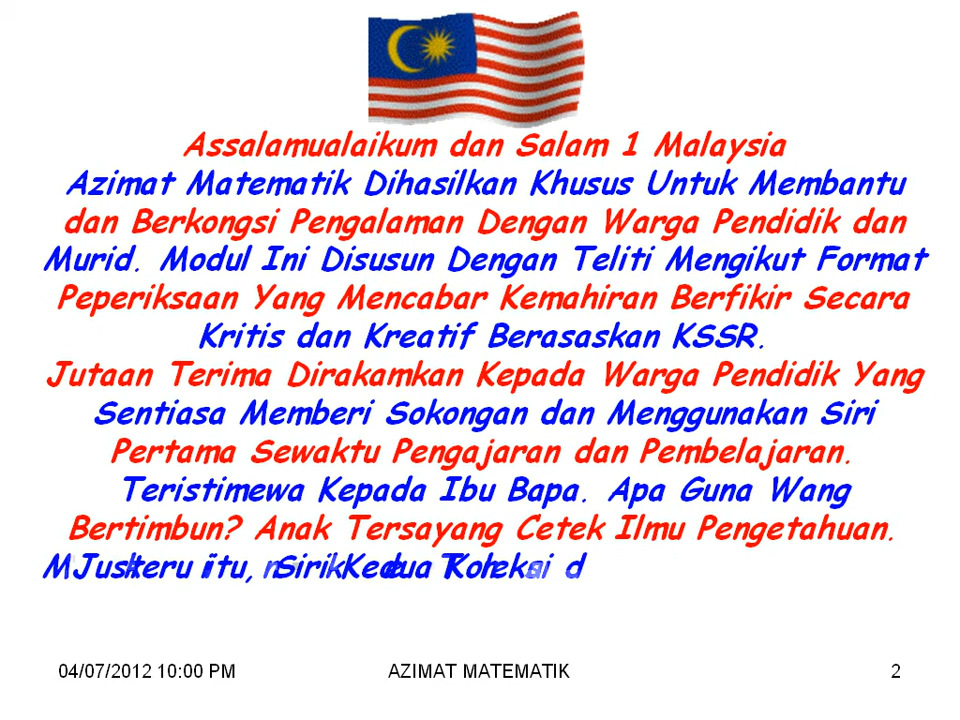 Assalamualaikum dan Salam 1 Malaysia
Azimat Matematik Dihasilkan Khusus Untuk Membantu
dan Berkongsi Pengalaman Dengan Warga Pendidik dan
Murid. Modul Ini Disusun Dengan Teliti Mengikut Format
Peperiksaan Yang Mencabar Kemahiran Berfikir Secara
Kritis dan Kreatif Berasaskan KSSR.
Jutaan Terima Dirakamkan Kepada Warga Pendidik Yang
Sentiasa Memberi Sokongan dan Menggunakan Siri
Pertama Sewaktu Pengajaran dan Pembelajaran.
Teristimewa Kepada Ibu Bapa. Apa Guna Wang
Bertimbun? Anak Tersayang Cetek Ilmu Pengetahuan.
itu, Siri Kedua
04/07/2012 10:00 PM
AZIMAT MATEMATIK
2